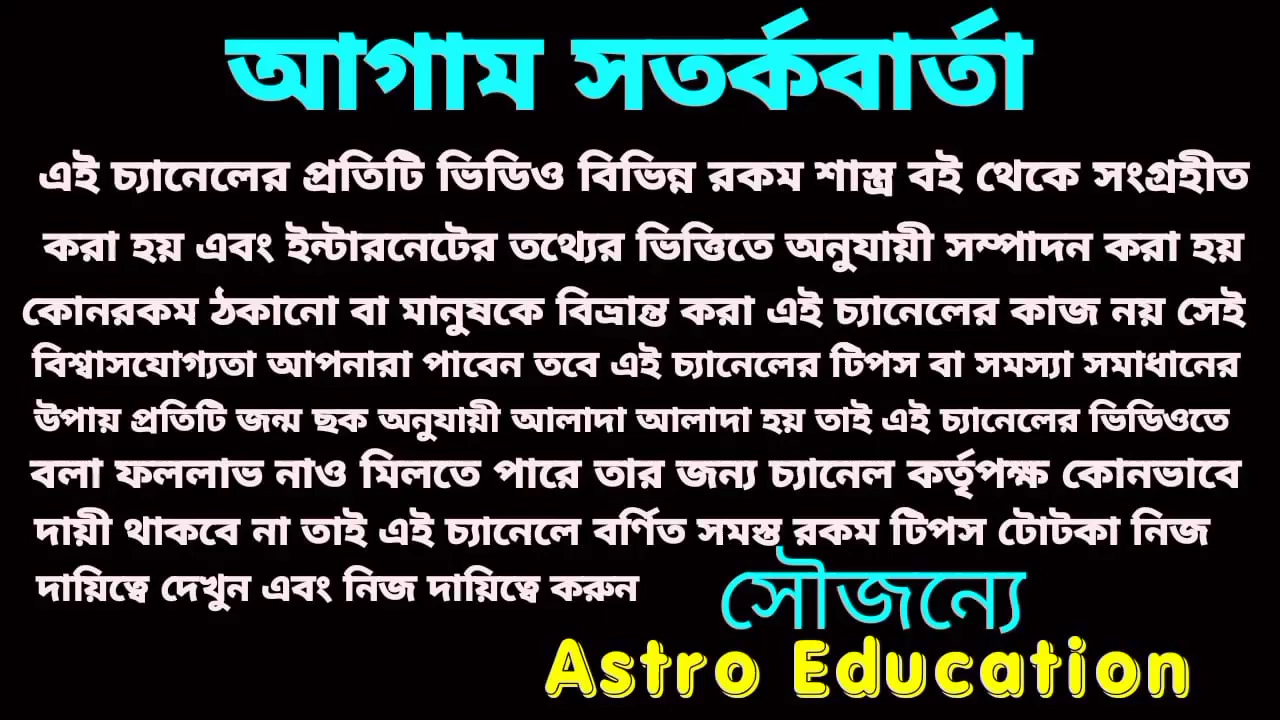 আগাম সতর্কবার্তা
এই চ্যানেলের প্রতিটি ভিডিও বিভিন্ন রকম শাস্ত্র বই থেকে সংগ্রহীত
করা হয় এবং ইন্টারনেটের তথ্যের ভিত্তিতে অনুযায়ী সম্পাদন করা হয়
কোনরকম ঠকানো বা মানুষকে বিভ্রান্ত করা এই চ্যানেলের কাজ নয় সেই
বিশ্বাসযোগ্যতা আপনারা পাবেন তবে এই চ্যানেলের টিপস বা সমস্যা সমাধানের
উপায় প্রতিটি জন্ম ছক অনুযায়ী আলাদা আলাদা হয় তাই এই চ্যানেলের ভিডিওতে
বলা ফললাভ নাও মিলতে পারে তার জন্য চ্যানেল কর্তৃপক্ষ কোনভাবে
দায়ী থাকবে না তাই এই চ্যানেলে বর্ণিত সমস্ত রকম টিপস টোটকা নিজ
দায়িত্বে দেখুন এবং নিজ দায়িত্বে করুন
সৌজন্যে
Astro Education